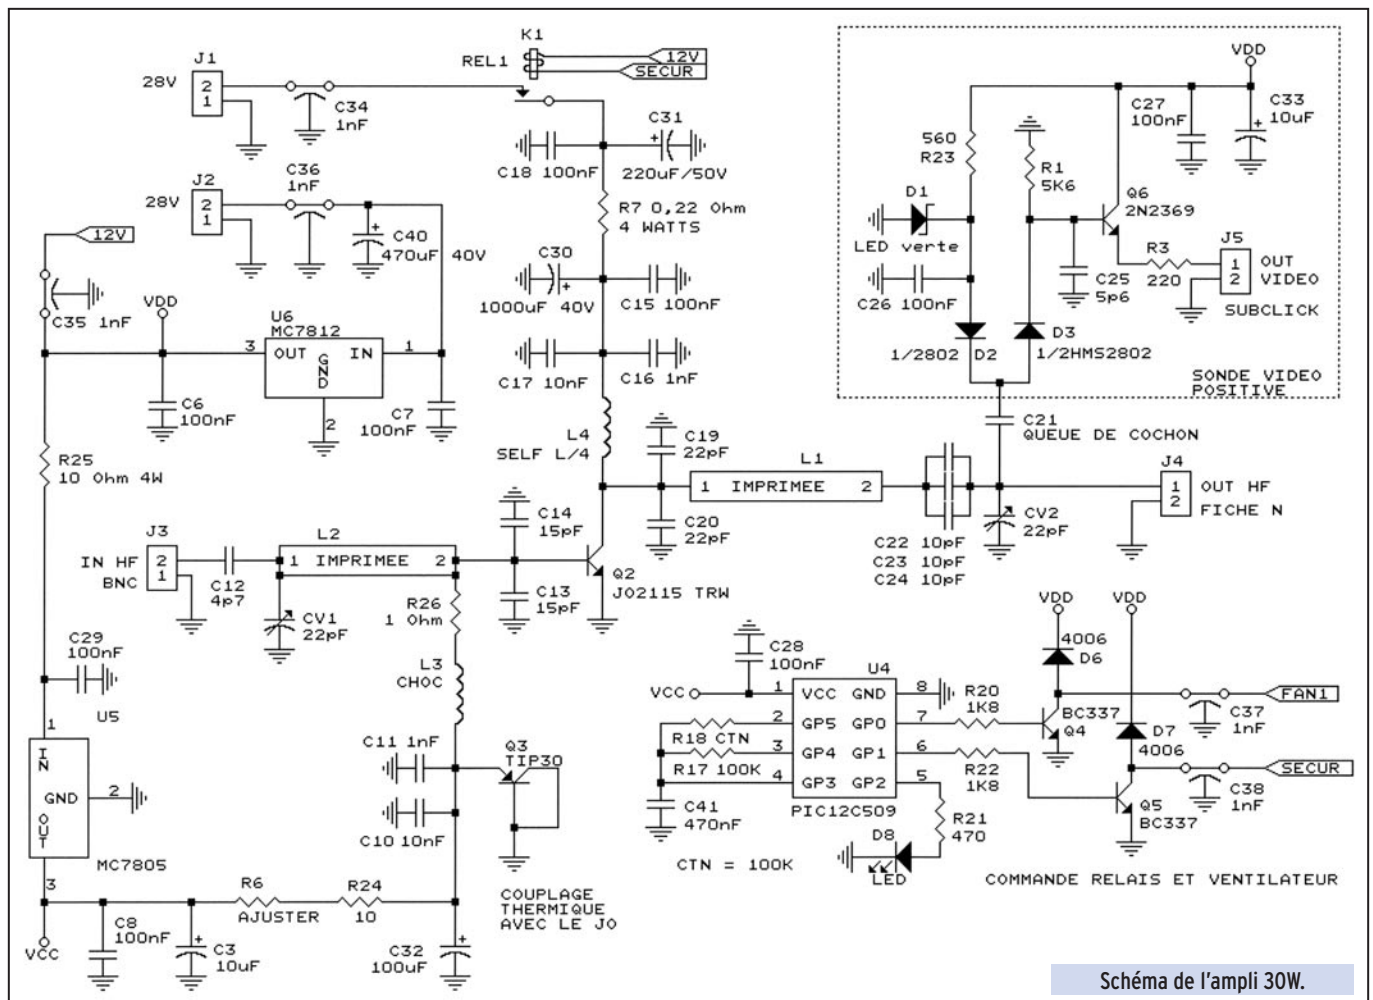 K1
REL1
12V
SECUR
J1
28V
2
1
C34
1nF
C31
220uF/50V
C18 100nF
C36
1nF
J2
28V
2
1
C40
470uF 40V
R7 0,22 Ohm
4 WATTS
12V
C35 1nF
VDD
U6
MC7812
3
OUT
GND
IN
1
2
C30
1000uF 40V
C15 100nF
C17 10nF
C16 1nF
C6
100nF
C7
100nF
VDD
C27
100nF
C33
10uF
560
R23
R1
5K6
Q6
2N2369
D1
LED verte
C26 100nF
C25
5p6
R3
220
J5
1
2
OUT
VIDEO
SUBCLICK
1/2802 D2
D3
1/2HMS2802
SONDE VIDEO
POSITIVE
C21
QUEUE DE COCHON
L4
SELF L/4
C19
22pF
L1
1 IMPRIMEE 2
J4
1
2
OUT HF
FICHE N
C20
22pF
CV2
22pF
C22 10pF
C23 10pF
C24 10pF
R25
10 Ohm 4W
J3
IN HF
BNC
2
1
C12
4p7
L2
1 IMPRIMEE 2
C14
15pF
C13
15pF
Q2
JO2115 TRW
CV1
22pF
R26
1 Ohm
L3
CHOC
C29
100nF
U5
1
IN
GND
OUT
2
3
MC7805
C11 1nF
C10 10nF
Q3
TIP30
COUPLAGE
THERMIQUE
AVEC LE JO
R6
AJUSTER
R24
10
VCC
C8
100nF
C3
10uF
C32
100uF
C28
100nF
VCC
U4
1 VCC GND 8
2 GP5 GP0 7
3 GP4 GP1 6
4 GP3 GP2 5
PIC12C509
R18 CTN
R17 100K
C41
470nF
CTN = 100K
R20
1K8
R22
1K8
R21
470
D8
LED
VDD
4006
D6
BC337
Q4
VDD
D7
4006
Q5
BC337
FAN1
C37
1nF
SECUR
C38
1nF
COMMANDE RELAIS ET VENTILATEUR
Schéma de l'ampli 30W.